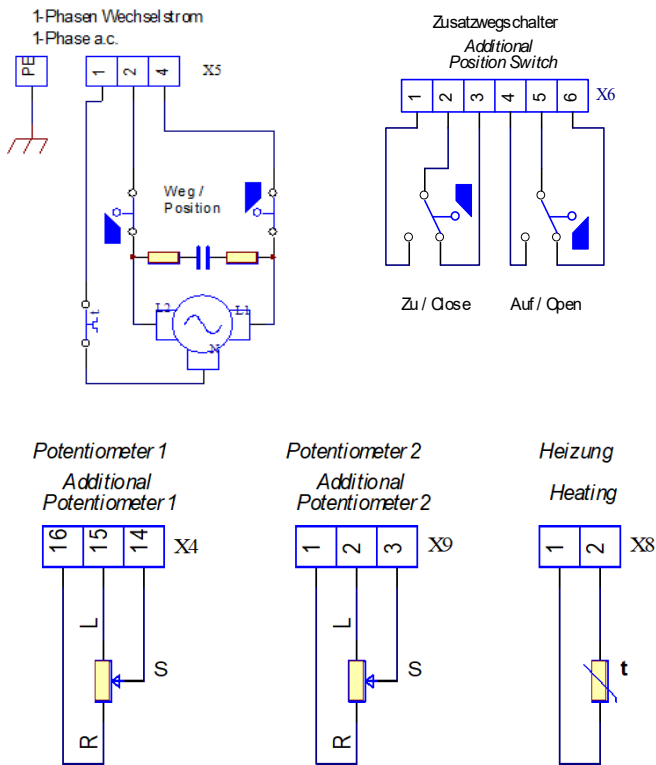 1-Phasen Wechselstrom
1-Phase a.c.
PE
1 2 4 X5
Weg /
Position
t
L2 L1
N
Zusatzwegschalter
Additional
Position Switch
1 2 3 4 5 6 X6
Zu / Close Auf / Open
Potentiometer 1
Additional
Potentiometer 1
16 15 14 X4
L
S
R
Potentiometer 2
Additional
Potentiometer 2
1 2 3 X9
L
S
R
Heizung
Heating
1 2 X8
t